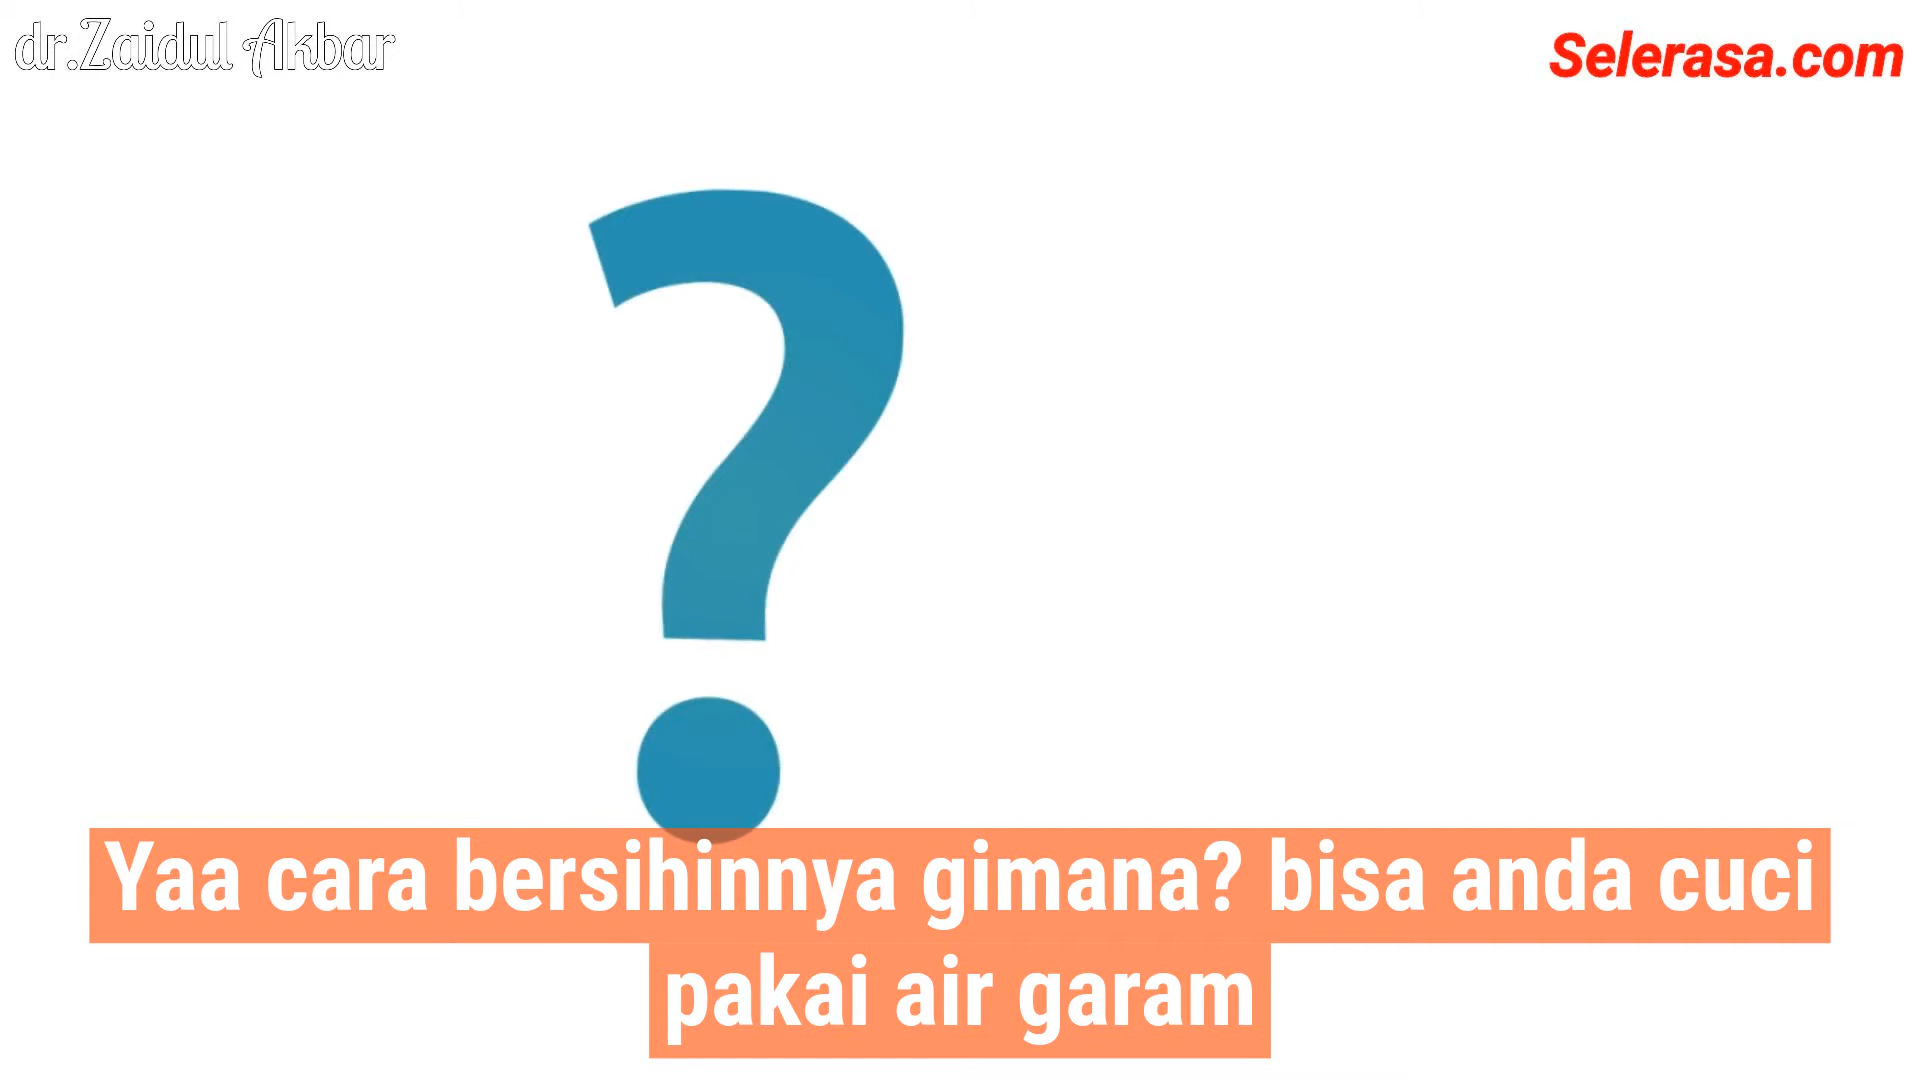 dr.Zaidul Akbar
Selerasa.com
?
Yaa cara bersihinnya gimana? bisa anda cuci
pakai air garam